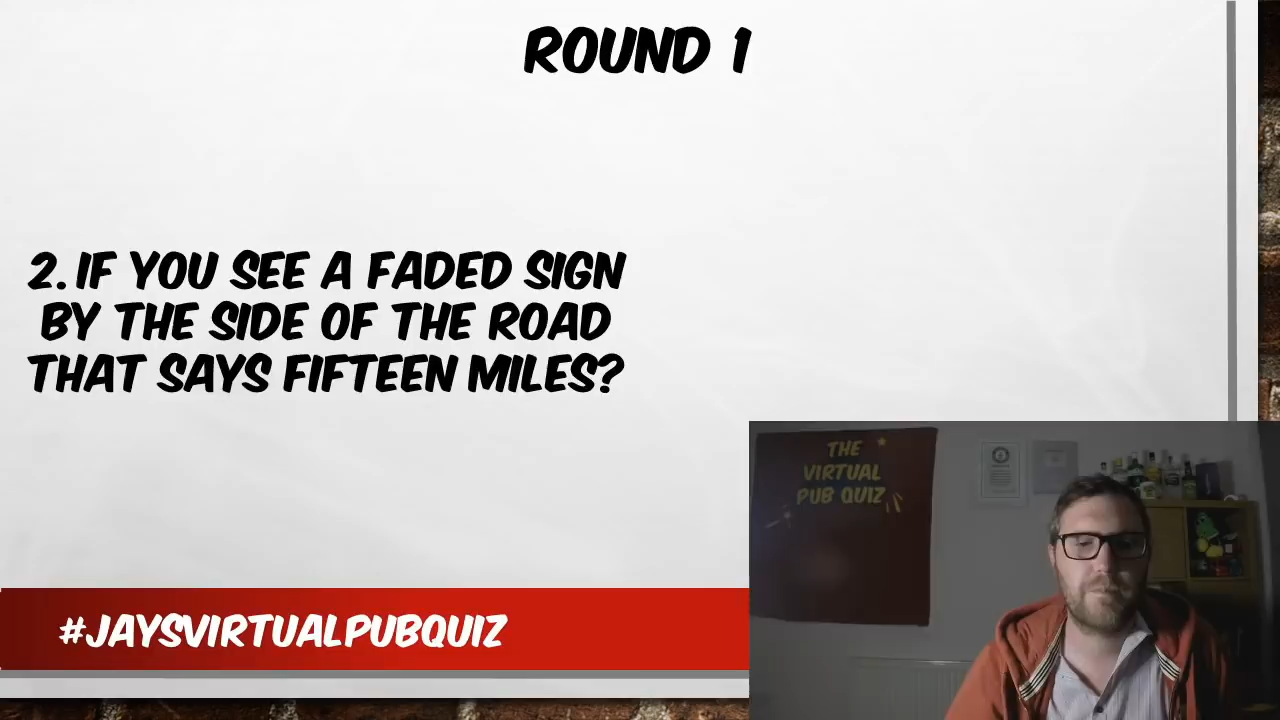 ROUND 1
2. IF YOU SEE A FADED SIGN
BY THE SIDE OF THE ROAD
THAT SAYS FIFTEEN MILES?
#JAYSVIRTUALPUBQUIZ
THE
VIRTUAL
PUB QUIZ